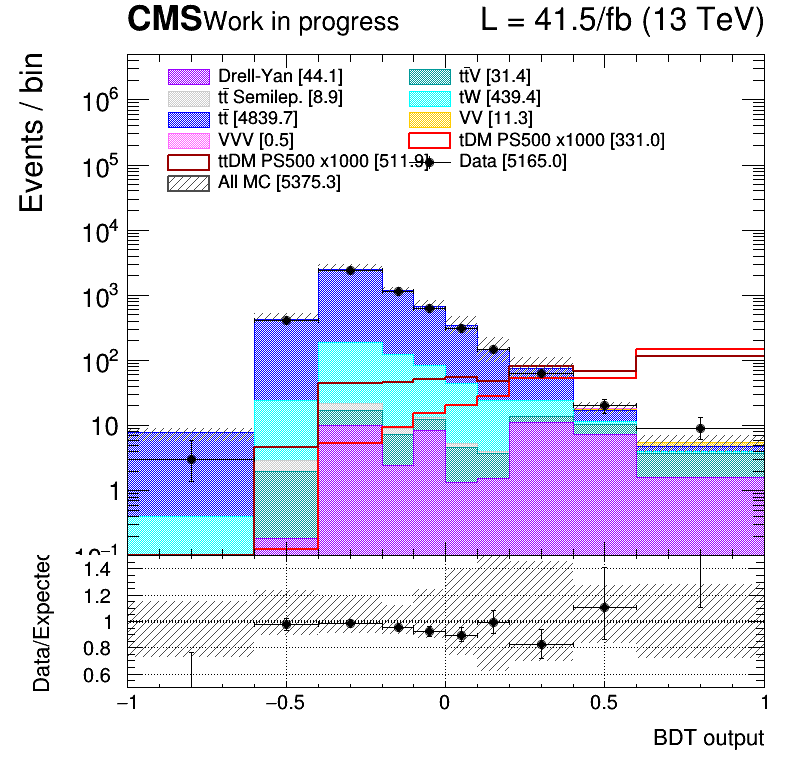 CMS Work in progress L = 41.5/fb (13 TeV)
Events / bin
Drell-Yan [44.1] tt̄V [31.4]
tt̄ Semilep. [8.9] tW [439.4]
tt̄ [4839.7] VV [11.3]
VVV [0.5] tDM PS500 x1000 [331.0]
ttDM PS500 x1000 [511.9] Data [5165.0]
All MC [5375.3]
10⁶
10⁵
10⁴
10³
10²
10
1
10⁻¹
Data/Expected
1.4
1.2
1
0.8
0.6
−1 −0.5 0 0.5 1
BDT output